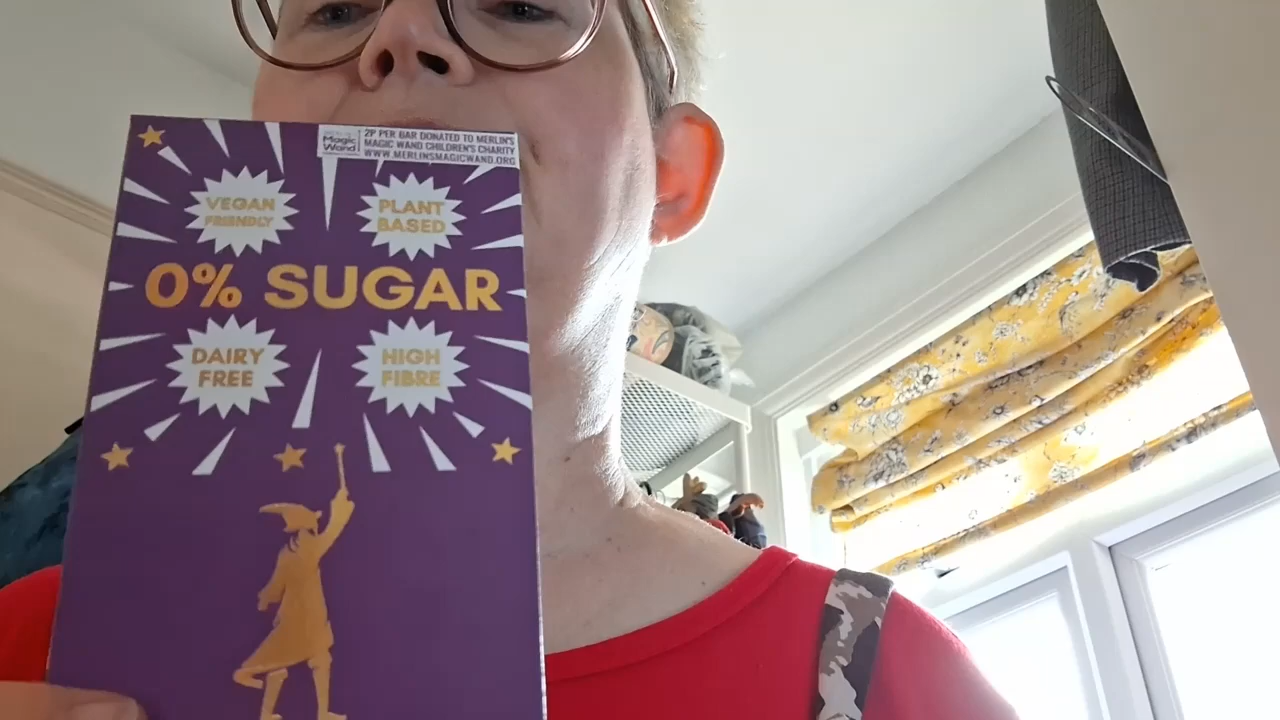 Magic
Wand
2P PER BAR DONATED TO MERLIN'S
MAGIC WAND CHILDREN'S CHARITY
WWW.MERLINSMAGICWAND.ORG
VEGAN
FRIENDLY
PLANT
BASED
0% SUGAR
DAIRY
FREE
HIGH
FIBRE